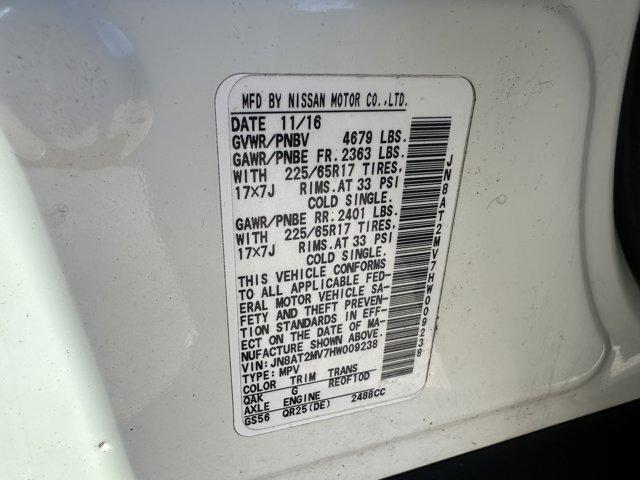 MFD BY NISSAN MOTOR CO.,LTD.
DATE 11/16
GVWR/PNBV 4679 LBS.
GAWR/PNBE FR. 2363 LBS.
WITH 225/65R17 TIRES,
17×7J RIMS. AT 33 PSI
COLD SINGLE.
GAWR/PNBE RR. 2401 LBS.
WITH 225/65R17 TIRES,
17×7J RIMS. AT 33 PSI
COLD SINGLE.
THIS VEHICLE CONFORMS
TO ALL APPLICABLE FED-
ERAL MOTOR VEHICLE SA-
FETY AND THEFT PREVEN-
TION STANDARDS IN EFF-
ECT ON THE DATE OF MA-
NUFACTURE SHOWN ABOVE.
VIN: JN8AT2MV7HW009238
TYPE: MPV
COLOR TRIM TRANS
QAK G RE0F10D
AXLE ENGINE
GS56 QR25(DE) 2488CC
JN8AT2MV7HW009238